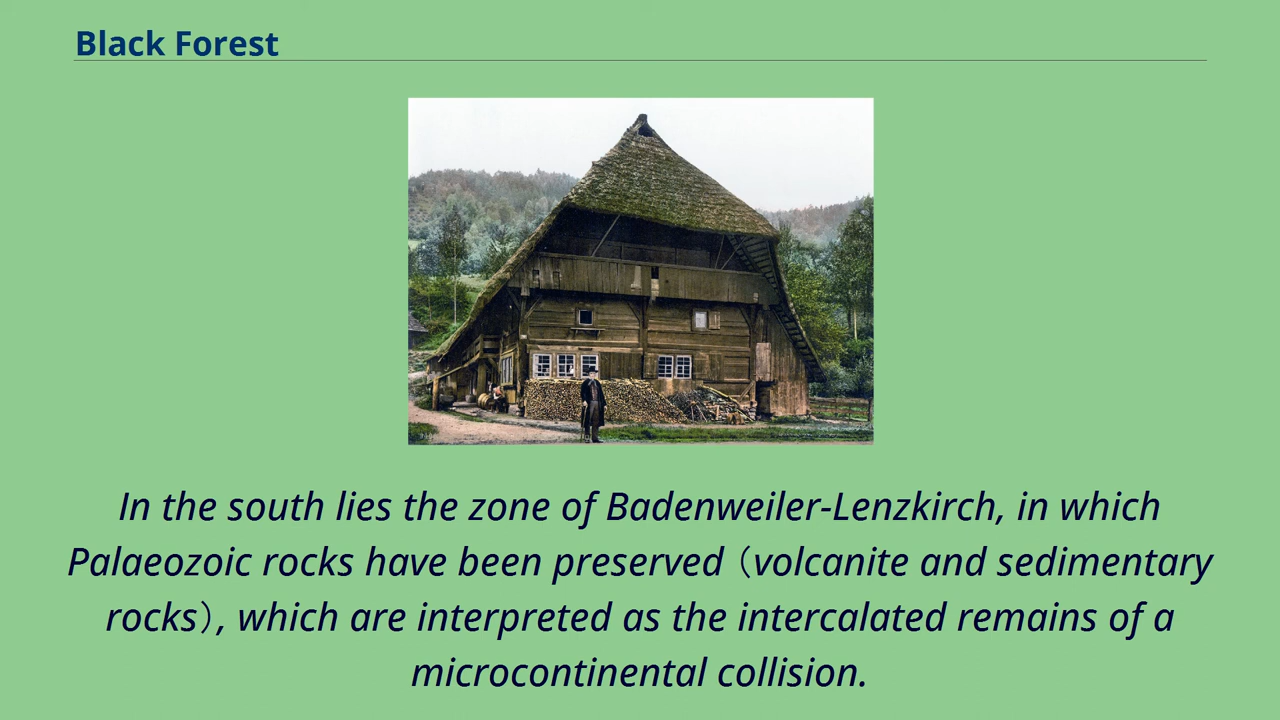 Black Forest
In the south lies the zone of Badenweiler-Lenzkirch, in which
Palaeozoic rocks have been preserved（volcanite and sedimentary
rocks）, which are interpreted as the intercalated remains of a
microcontinental collision.